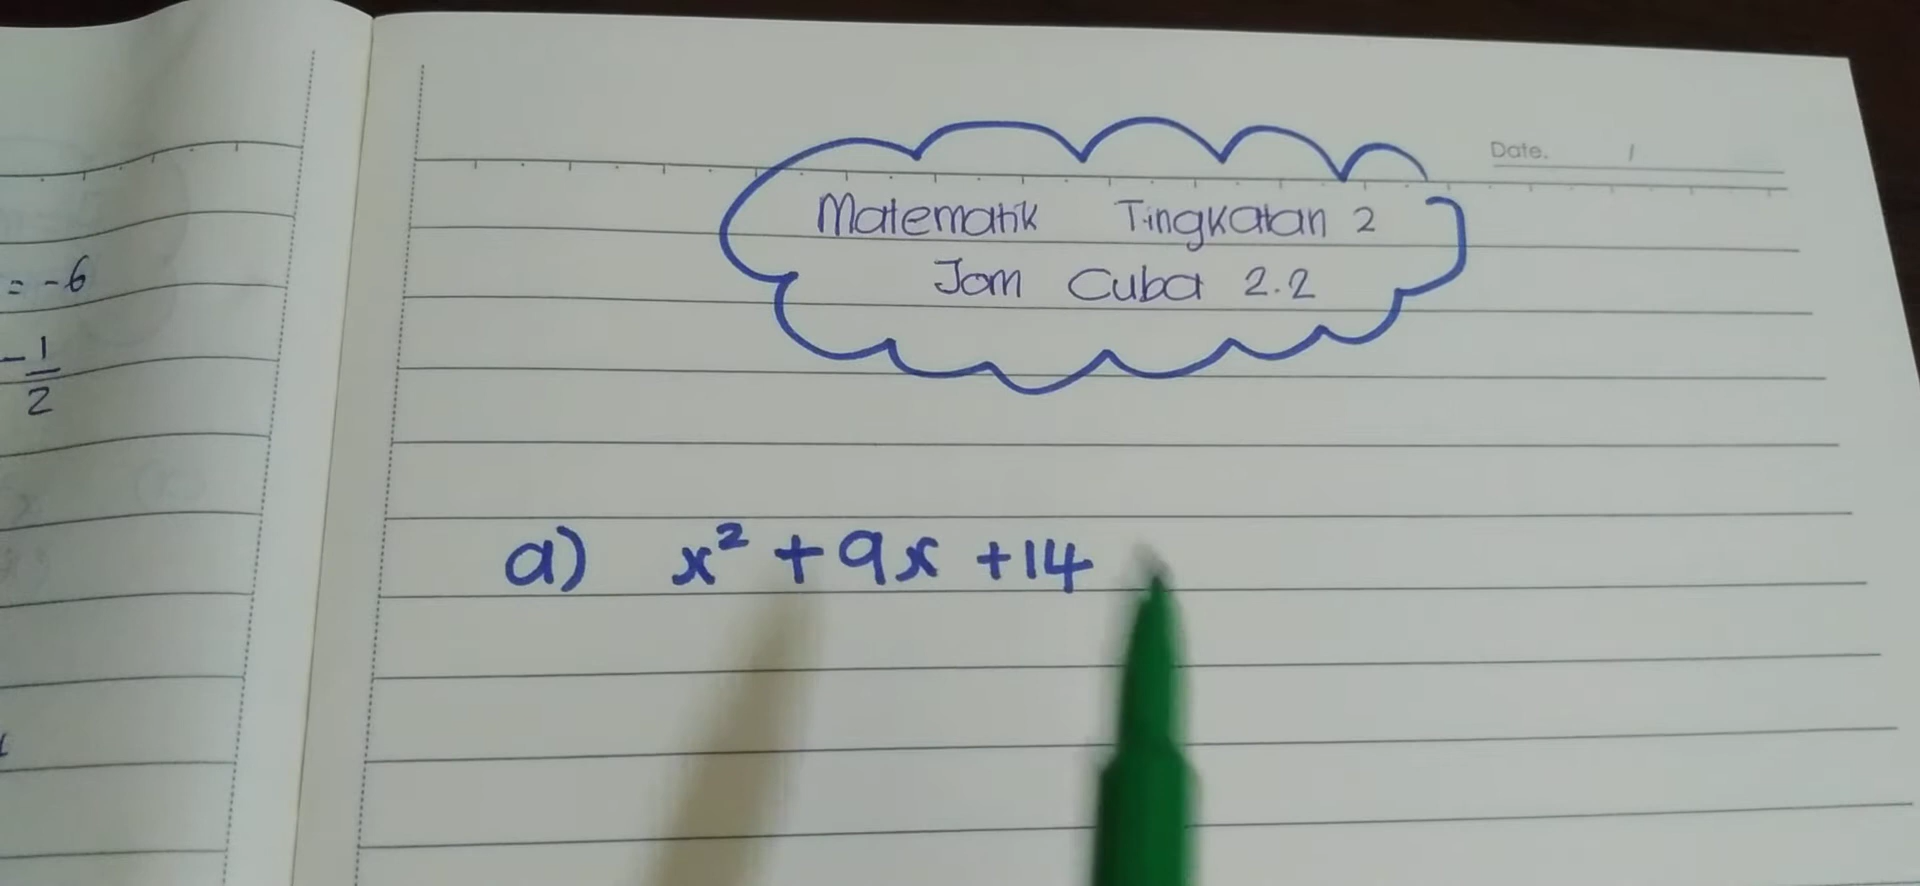 = -6
- 1/2
Date.
Matematik Tingkatan 2
Jom Cuba 2.2
a) x² + 9x + 14